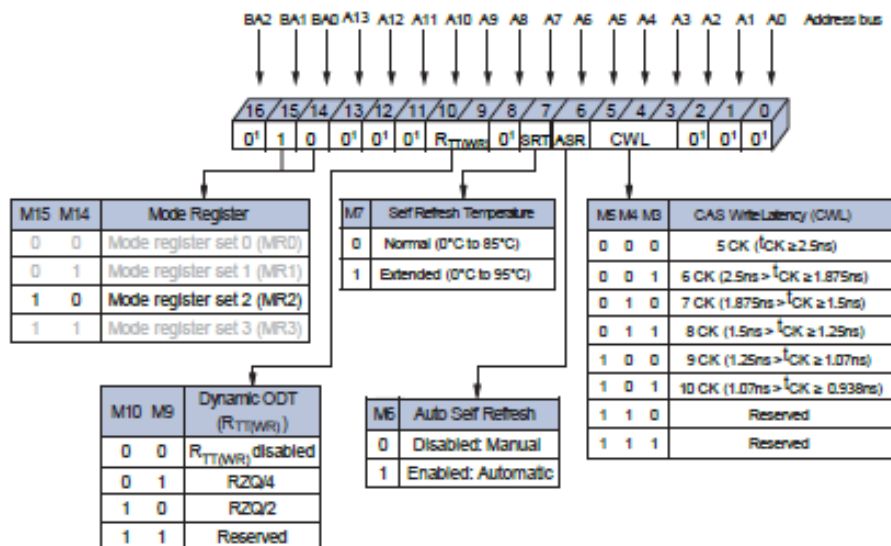 BA2 BA1 BA0 A13 A12 A11 A10 A9 A8 A7 A6 A5 A4 A3 A2 A1 A0 Address bus
16 15 14 13 12 11 10 9 8 7 6 5 4 3 2 1 0
0¹ 1 0 0¹ 0¹ 0¹ RTT(WR) 0¹ SRT ASR CWL 0¹ 0¹ 0¹
M15 M14 Mode Register
0 0 Mode register set 0 (MR0)
0 1 Mode register set 1 (MR1)
1 0 Mode register set 2 (MR2)
1 1 Mode register set 3 (MR3)
M7 Self Refresh Temperature
0 Normal (0°C to 85°C)
1 Extended (0°C to 95°C)
M5 M4 M3 CAS Write Latency (CWL)
0 0 0 5 CK (tCK ≥ 2.5ns)
0 0 1 6 CK (2.5ns > tCK ≥ 1.875ns)
0 1 0 7 CK (1.875ns > tCK ≥ 1.5ns)
0 1 1 8 CK (1.5ns > tCK ≥ 1.25ns)
1 0 0 9 CK (1.25ns > tCK ≥ 1.07ns)
1 0 1 10 CK (1.07ns > tCK ≥ 0.938ns)
1 1 0 Reserved
1 1 1 Reserved
M10 M9 Dynamic ODT
(RTT(WR))
0 0 RTT(WR) disabled
0 1 RZQ/4
1 0 RZQ/2
1 1 Reserved
M6 Auto Self Refresh
0 Disabled: Manual
1 Enabled: Automatic